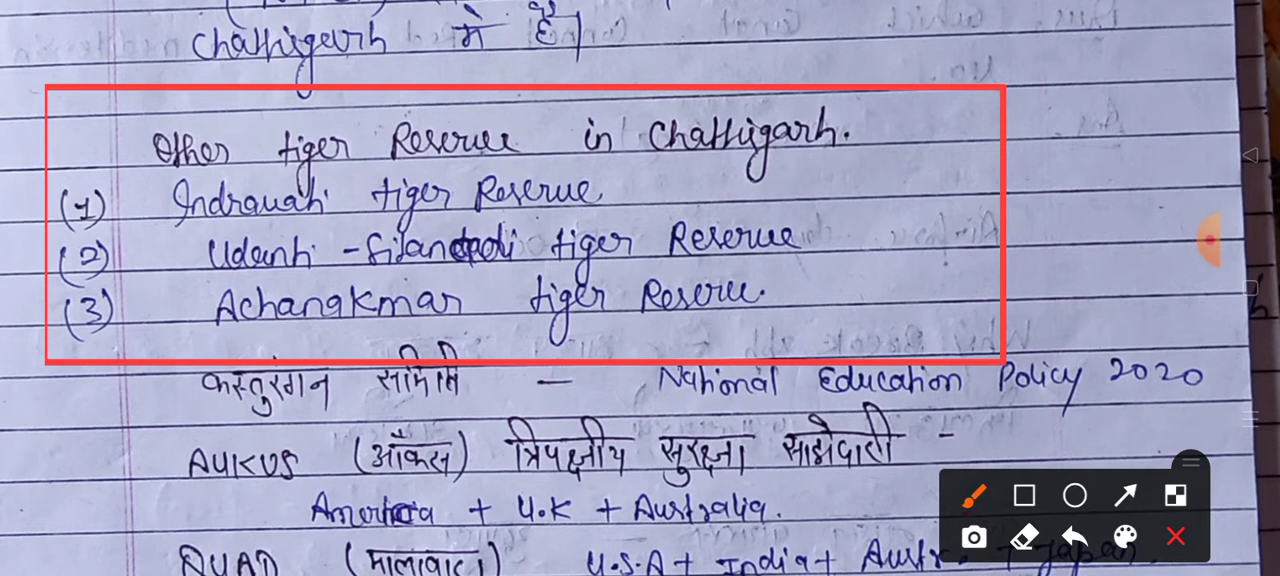 Chattisgarh में है।
Other tiger Reserve in Chattisgarh.
(1) Indravati tiger Reserve
(2) Udanti - Sitanadi tiger Reserve
(3) Achanakmar tiger Reserve.
कस्तुरंगन समिति — National Education Policy 2020
AUKUS (ऑकस) त्रिपक्षीय सुरक्षा साझेदारी -
America + U.K + Australia.
QUAD (मालाबार) U.S.A + India + Austr. + Japan.